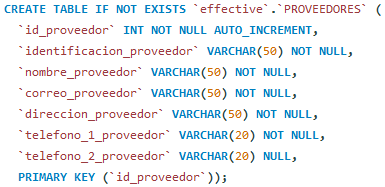 CREATE TABLE IF NOT EXISTS `effective`.`PROVEEDORES` (
`id_proveedor` INT NOT NULL AUTO_INCREMENT,
`identificacion_proveedor` VARCHAR(50) NOT NULL,
`nombre_proveedor` VARCHAR(50) NOT NULL,
`correo_proveedor` VARCHAR(50) NOT NULL,
`direccion_proveedor` VARCHAR(50) NOT NULL,
`telefono_1_proveedor` VARCHAR(20) NOT NULL,
`telefono_2_proveedor` VARCHAR(20) NULL,
PRIMARY KEY (`id_proveedor`));